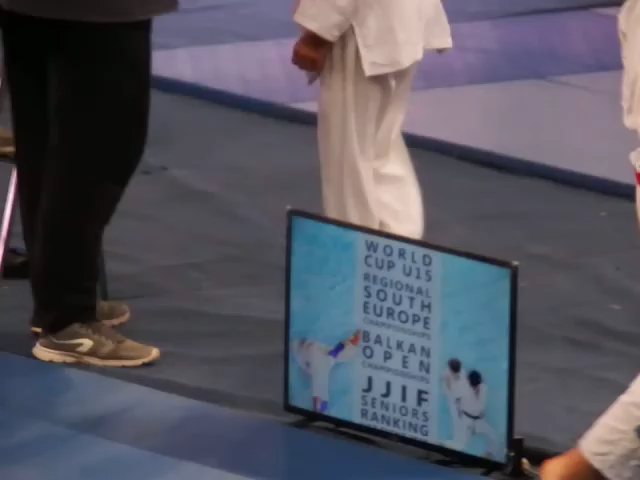 WORLD
CUP U15
REGIONAL
SOUTH
EUROPE
CHAMPIONSHIPS
BALKAN
OPEN
CHAMPIONSHIPS
JJIF
SENIORS
RANKING